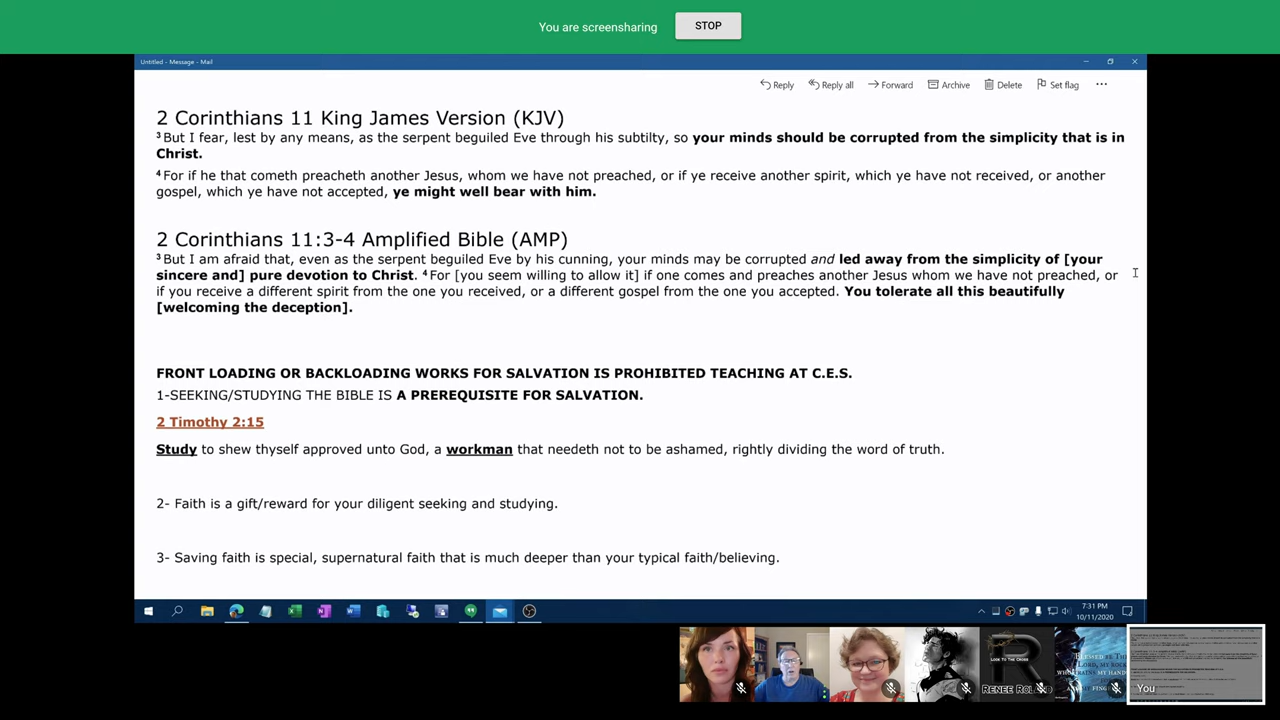 You are screensharing STOP
Untitled - Message - Mail
Reply Reply all Forward Archive Delete Set flag ...
2 Corinthians 11 King James Version (KJV)
3 But I fear, lest by any means, as the serpent beguiled Eve through his subtilty, so your minds should be corrupted from the simplicity that is in
Christ.
4 For if he that cometh preacheth another Jesus, whom we have not preached, or if ye receive another spirit, which ye have not received, or another
gospel, which ye have not accepted, ye might well bear with him.
2 Corinthians 11:3-4 Amplified Bible (AMP)
3 But I am afraid that, even as the serpent beguiled Eve by his cunning, your minds may be corrupted and led away from the simplicity of [your
sincere and] pure devotion to Christ. 4 For [you seem willing to allow it] if one comes and preaches another Jesus whom we have not preached, or
if you receive a different spirit from the one you received, or a different gospel from the one you accepted. You tolerate all this beautifully
[welcoming the deception].
FRONT LOADING OR BACKLOADING WORKS FOR SALVATION IS PROHIBITED TEACHING AT C.E.S.
1-SEEKING/STUDYING THE BIBLE IS A PREREQUISITE FOR SALVATION.
2 Timothy 2:15
Study to shew thyself approved unto God, a workman that needeth not to be ashamed, rightly dividing the word of truth.
2- Faith is a gift/reward for your diligent seeking and studying.
3- Saving faith is special, supernatural faith that is much deeper than your typical faith/believing.
7:31 PM
10/11/2020
LOOK TO THE CROSS
RENEE
BLESSED BE THE
LORD, MY ROCK
MY HAND
You